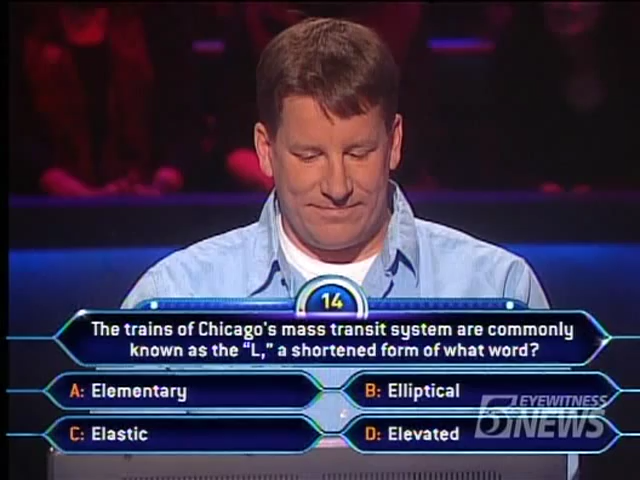 14
The trains of Chicago's mass transit system are commonly
known as the "L," a shortened form of what word?
A: Elementary
B: Elliptical
C: Elastic
D: Elevated
5 EYEWITNESS
NEWS